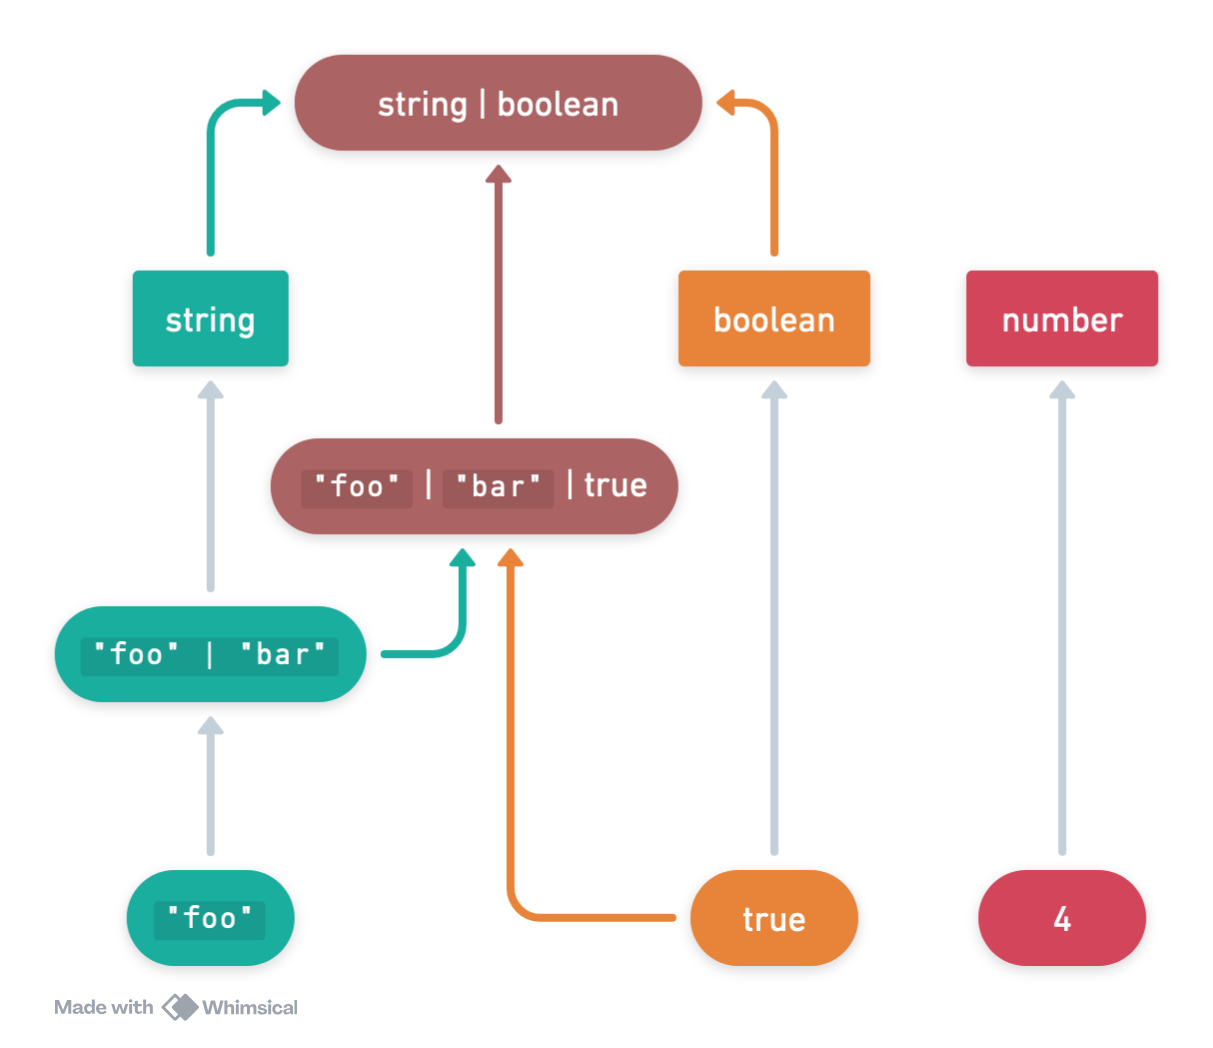 string | boolean
string
boolean
number
"foo" | "bar" | true
"foo" | "bar"
"foo"
true
4
Made with Whimsical